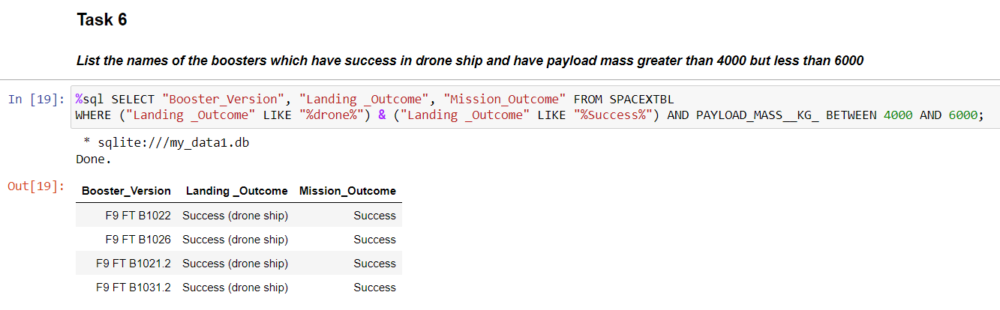 Task 6
List the names of the boosters which have success in drone ship and have payload mass greater than 4000 but less than 6000
In [19]: %sql SELECT "Booster_Version", "Landing _Outcome", "Mission_Outcome" FROM SPACEXTBL
WHERE ("Landing _Outcome" LIKE "%drone%") & ("Landing _Outcome" LIKE "%Success%") AND PAYLOAD_MASS__KG_ BETWEEN 4000 AND 6000;
* sqlite:///my_data1.db
Done.
Out[19]:
Booster_Version Landing _Outcome Mission_Outcome
F9 FT B1022 Success (drone ship) Success
F9 FT B1026 Success (drone ship) Success
F9 FT B1021.2 Success (drone ship) Success
F9 FT B1031.2 Success (drone ship) Success